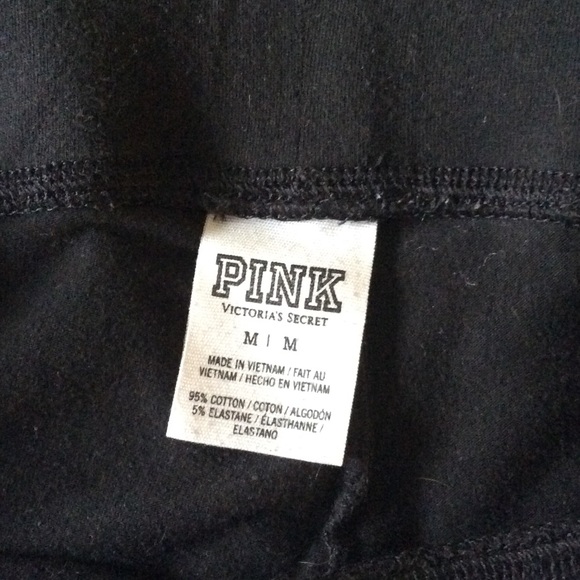 PINK
VICTORIA'S SECRET
M | M
MADE IN VIETNAM / FAIT AU
VIETNAM / HECHO EN VIETNAM
95% COTTON / COTON / ALGODÓN
5% ELASTANE / ÉLASTHANNE /
ELASTANO